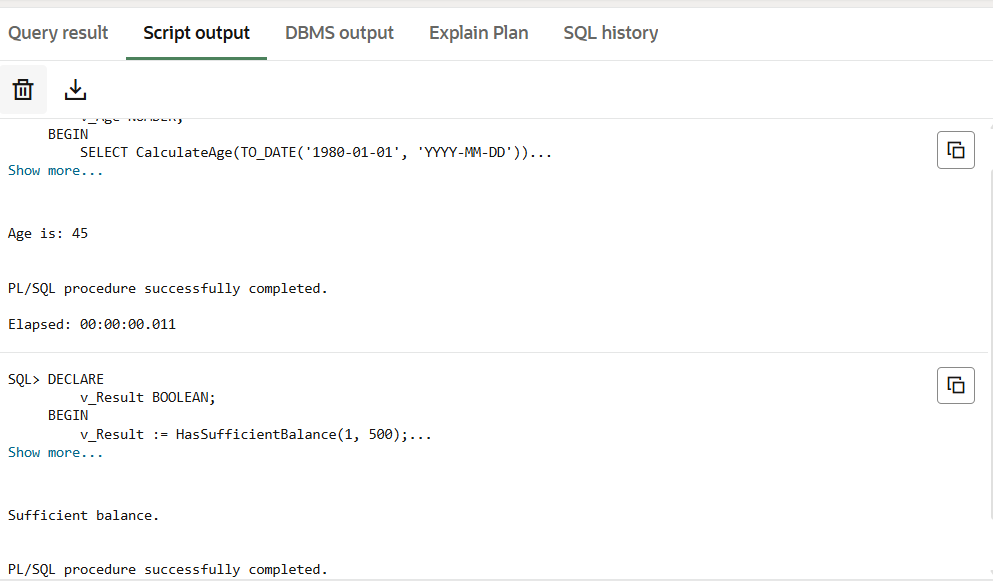 Query result Script output DBMS output Explain Plan SQL history
v_Age NUMBER;
BEGIN
SELECT CalculateAge(TO_DATE('1980-01-01', 'YYYY-MM-DD'))...
Show more...
Age is: 45
PL/SQL procedure successfully completed.
Elapsed: 00:00:00.011
SQL> DECLARE
v_Result BOOLEAN;
BEGIN
v_Result := HasSufficientBalance(1, 500);...
Show more...
Sufficient balance.
PL/SQL procedure successfully completed.